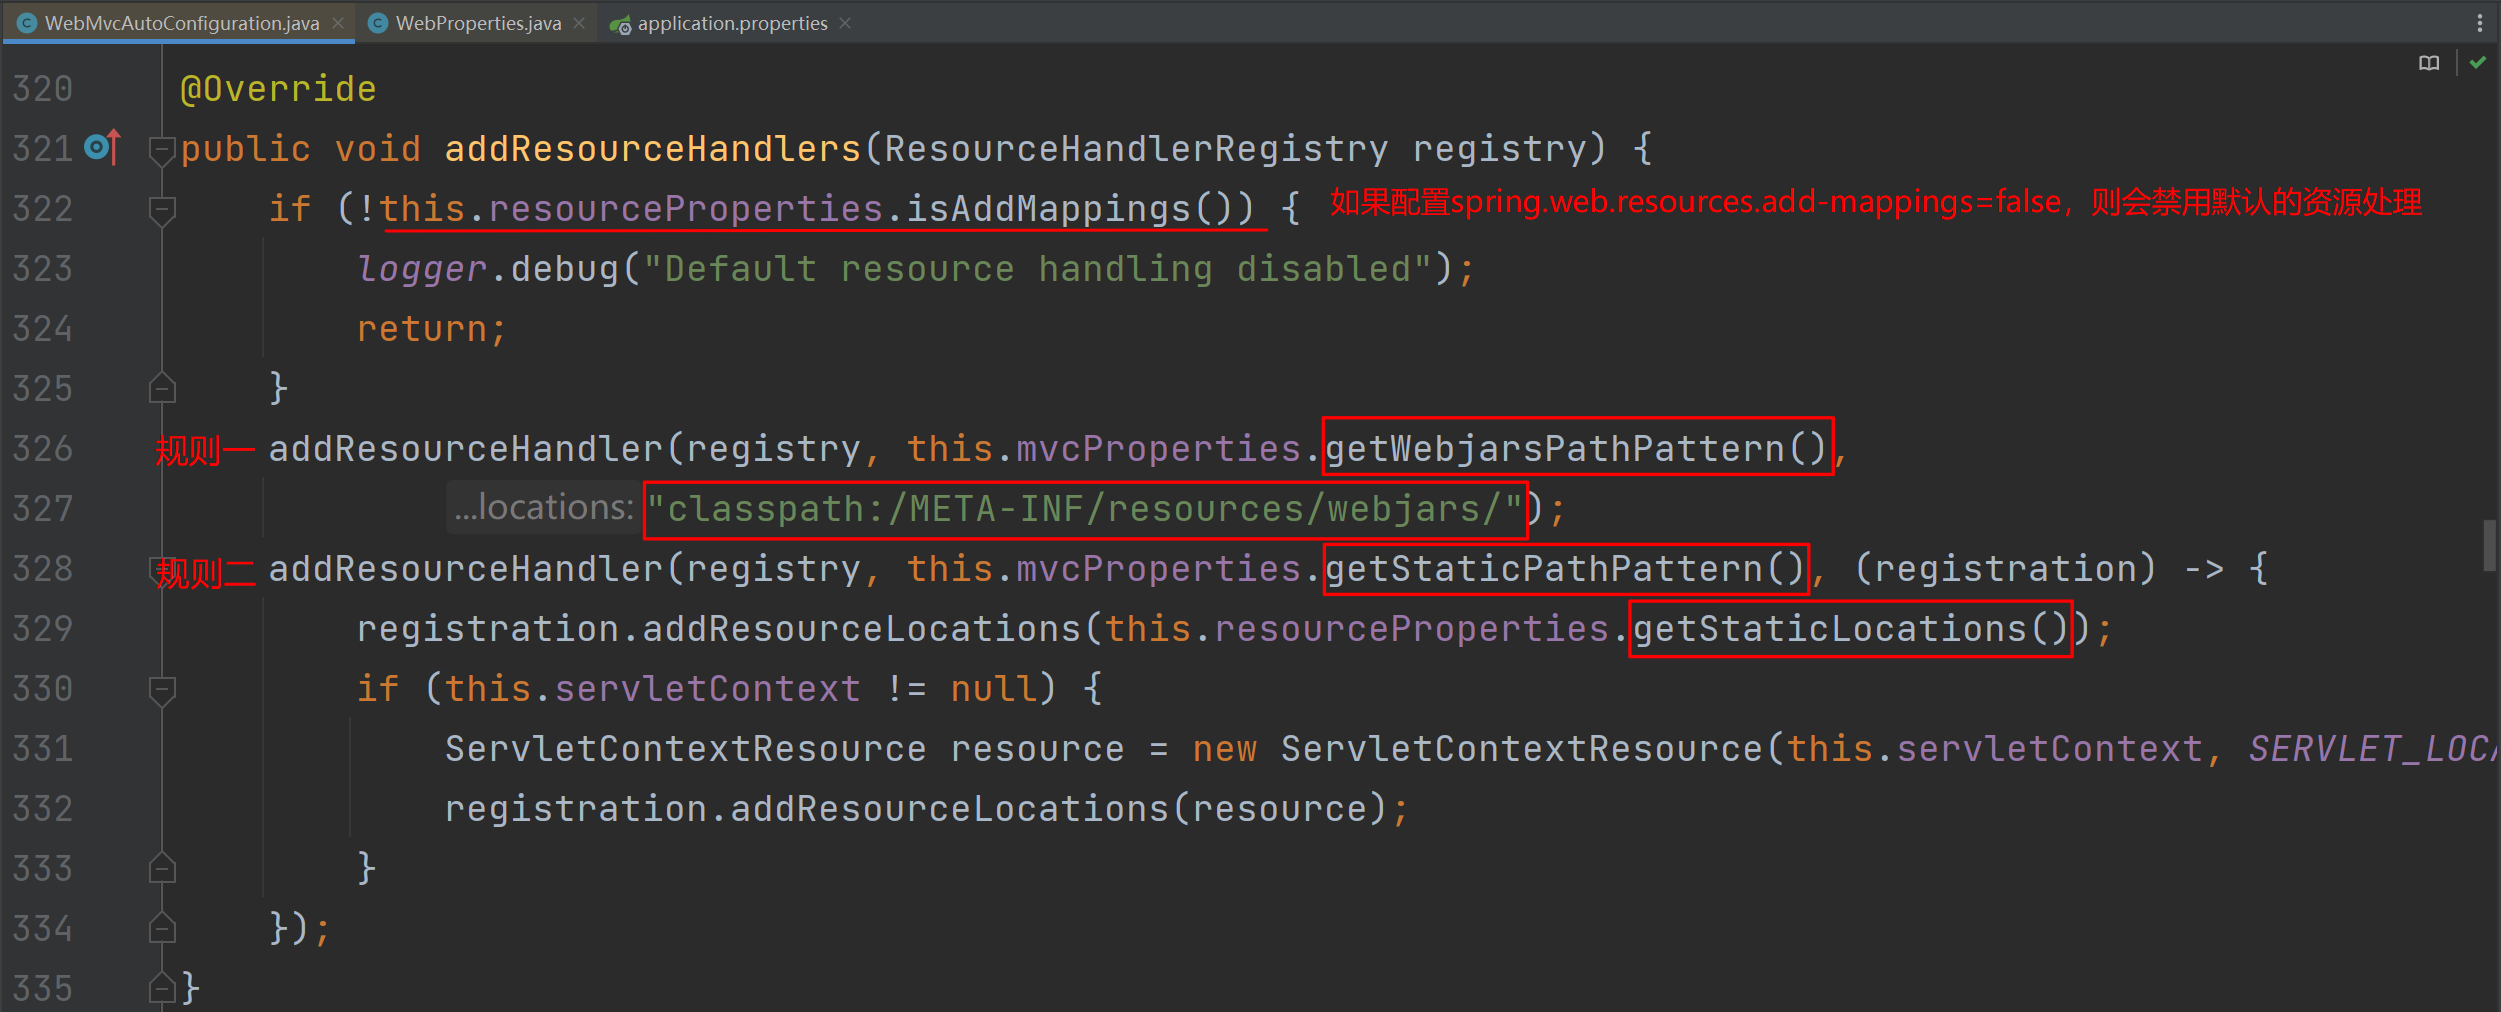 WebMvcAutoConfiguration.java WebProperties.java application.properties
320 @Override
321 public void addResourceHandlers(ResourceHandlerRegistry registry) {
322 if (!this.resourceProperties.isAddMappings()) { 如果配置spring.web.resources.add-mappings=false，则会禁用默认的资源处理
323 logger.debug("Default resource handling disabled");
324 return;
325 }
326 规则一 addResourceHandler(registry, this.mvcProperties.getWebjarsPathPattern(),
327 ...locations: "classpath:/META-INF/resources/webjars/");
328 规则二 addResourceHandler(registry, this.mvcProperties.getStaticPathPattern(), (registration) -> {
329 registration.addResourceLocations(this.resourceProperties.getStaticLocations());
330 if (this.servletContext != null) {
331 ServletContextResource resource = new ServletContextResource(this.servletContext, SERVLET_LOCA
332 registration.addResourceLocations(resource);
333 }
334 });
335 }